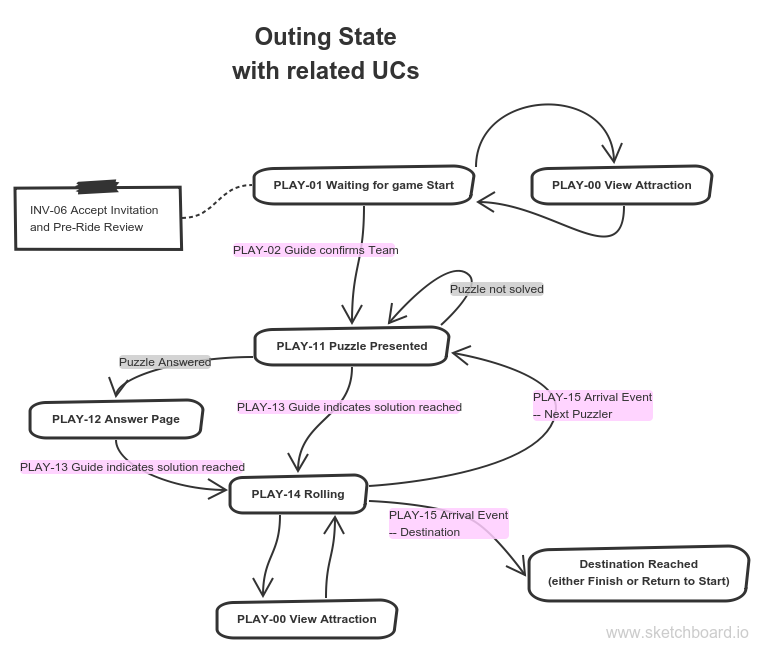 Outing State
with related UCs
PLAY-01 Waiting for game Start
PLAY-00 View Attraction
INV-06 Accept Invitation
and Pre-Ride Review
PLAY-02 Guide confirms Team
Puzzle not solved
PLAY-11 Puzzle Presented
Puzzle Answered
PLAY-12 Answer Page
PLAY-13 Guide indicates solution reached
PLAY-15 Arrival Event
-- Next Puzzler
PLAY-13 Guide indicates solution reached
PLAY-14 Rolling
PLAY-15 Arrival Event
-- Destination
Destination Reached
(either Finish or Return to Start)
PLAY-00 View Attraction
www.sketchboard.io